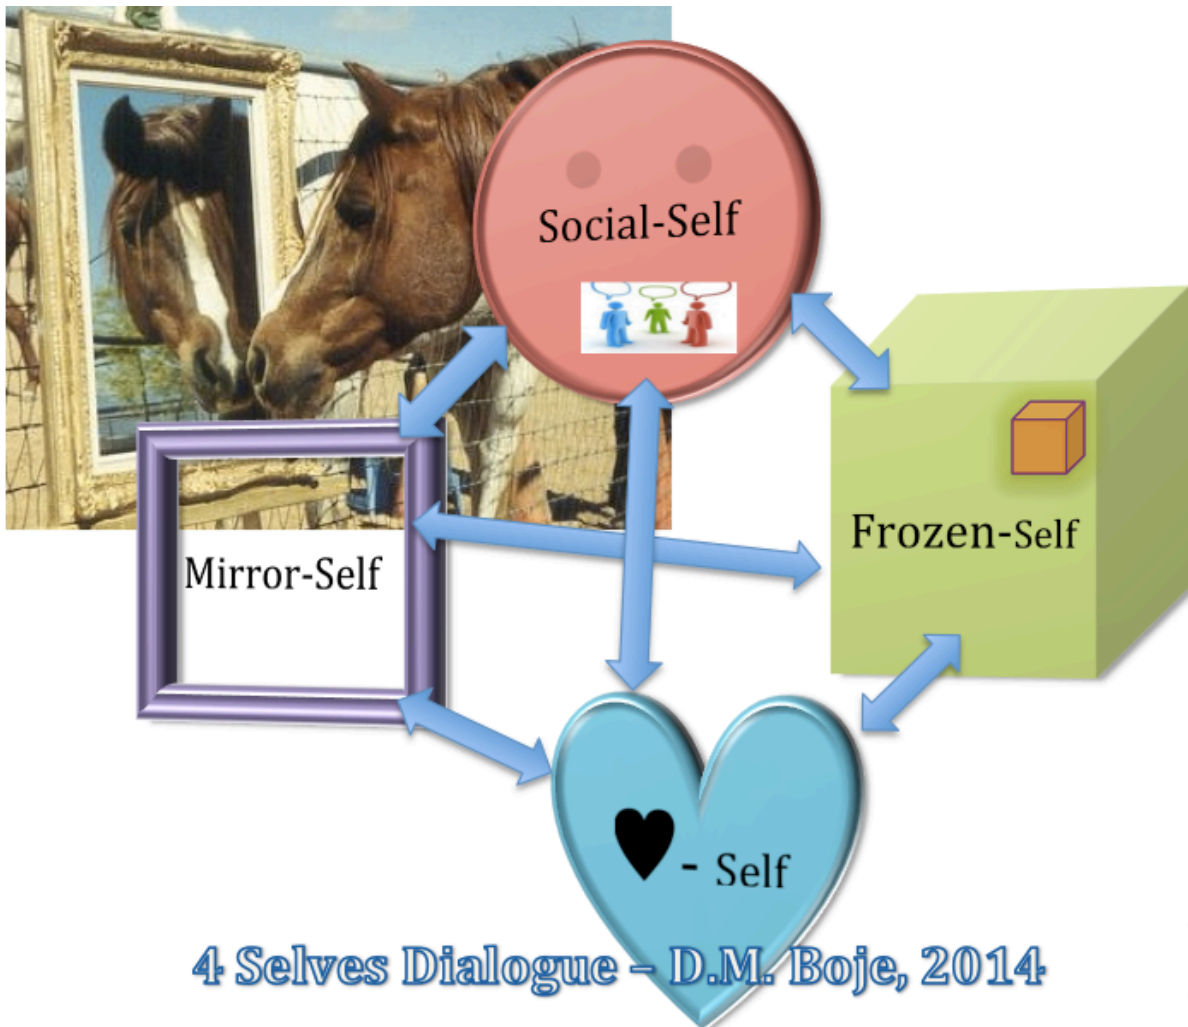 Social-Self
Frozen-Self
Mirror-Self
♥- Self
4 Selves Dialogue – D.M. Boje, 2014